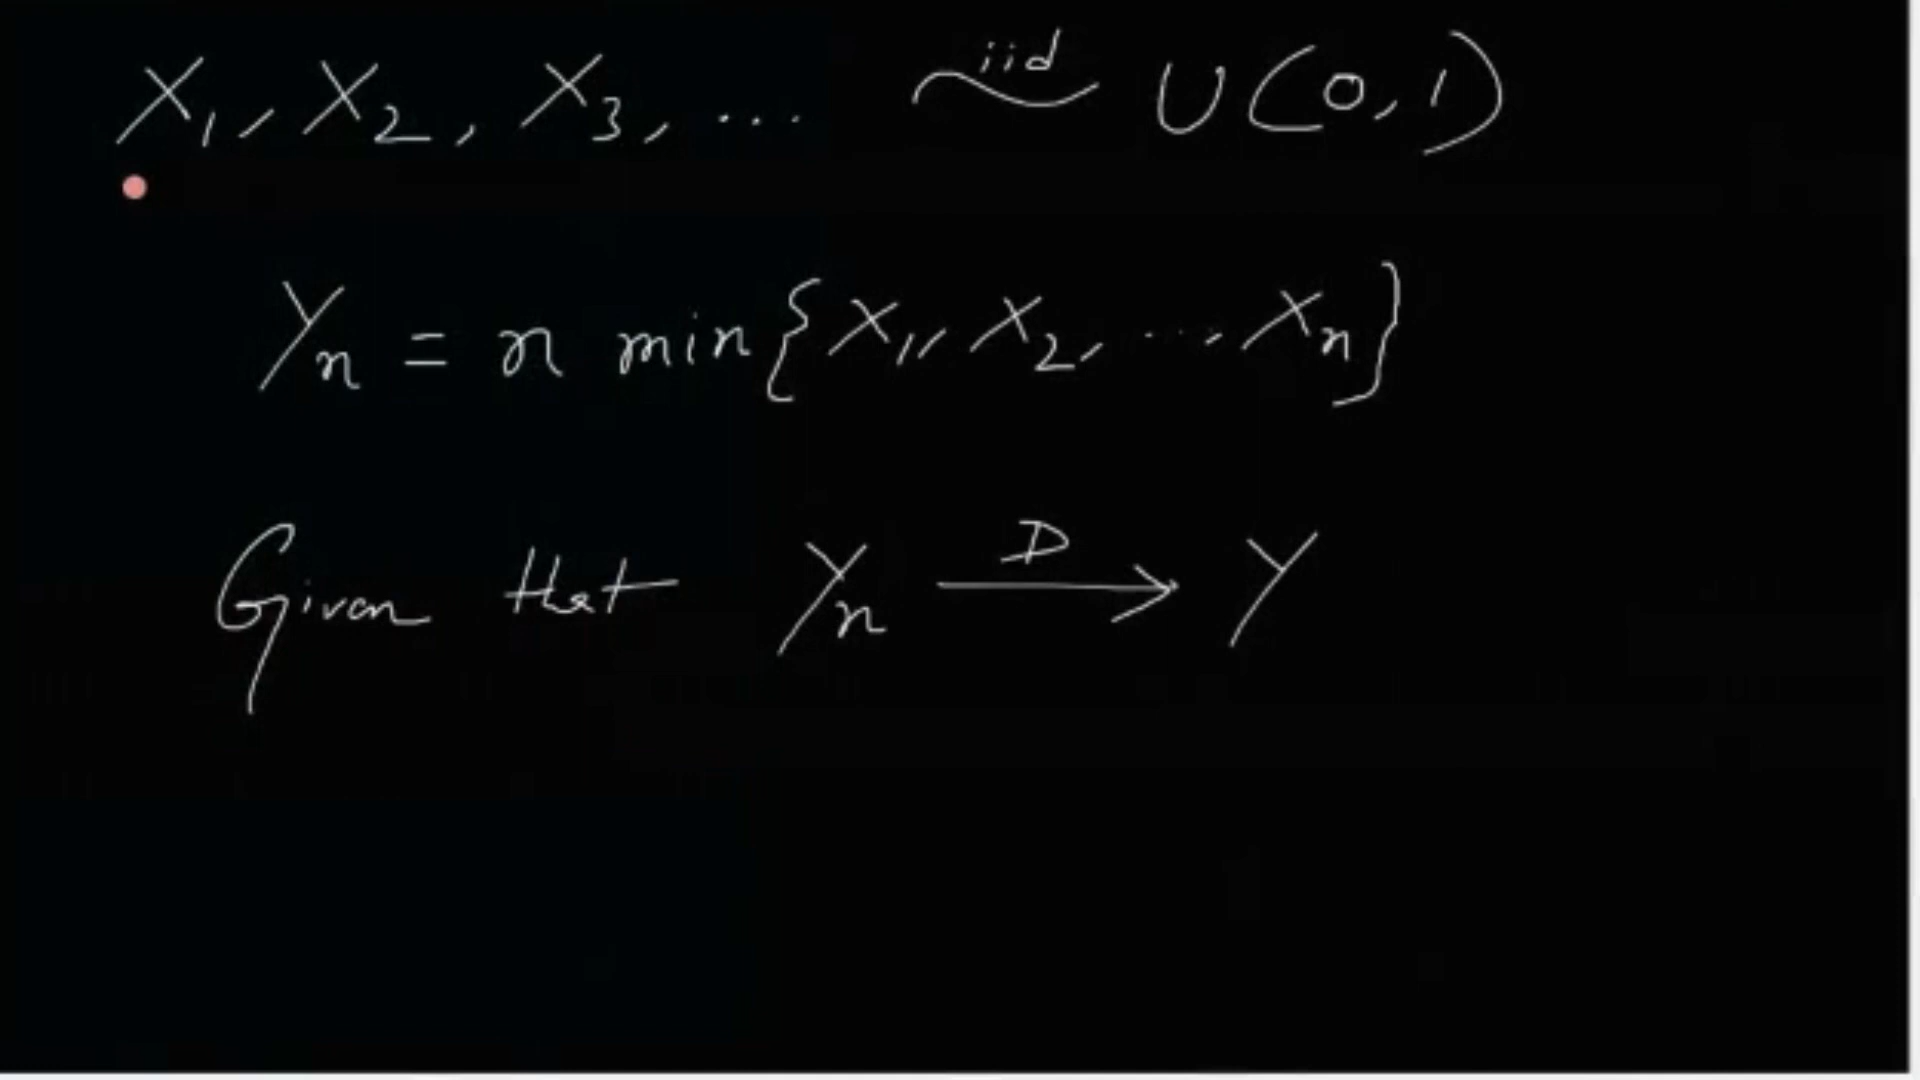 X₁, X₂, X₃, ... ~ iid U(0,1)
Yn = n min{X₁, X₂, ..., Xn}
Given that Yn →ᴰ Y